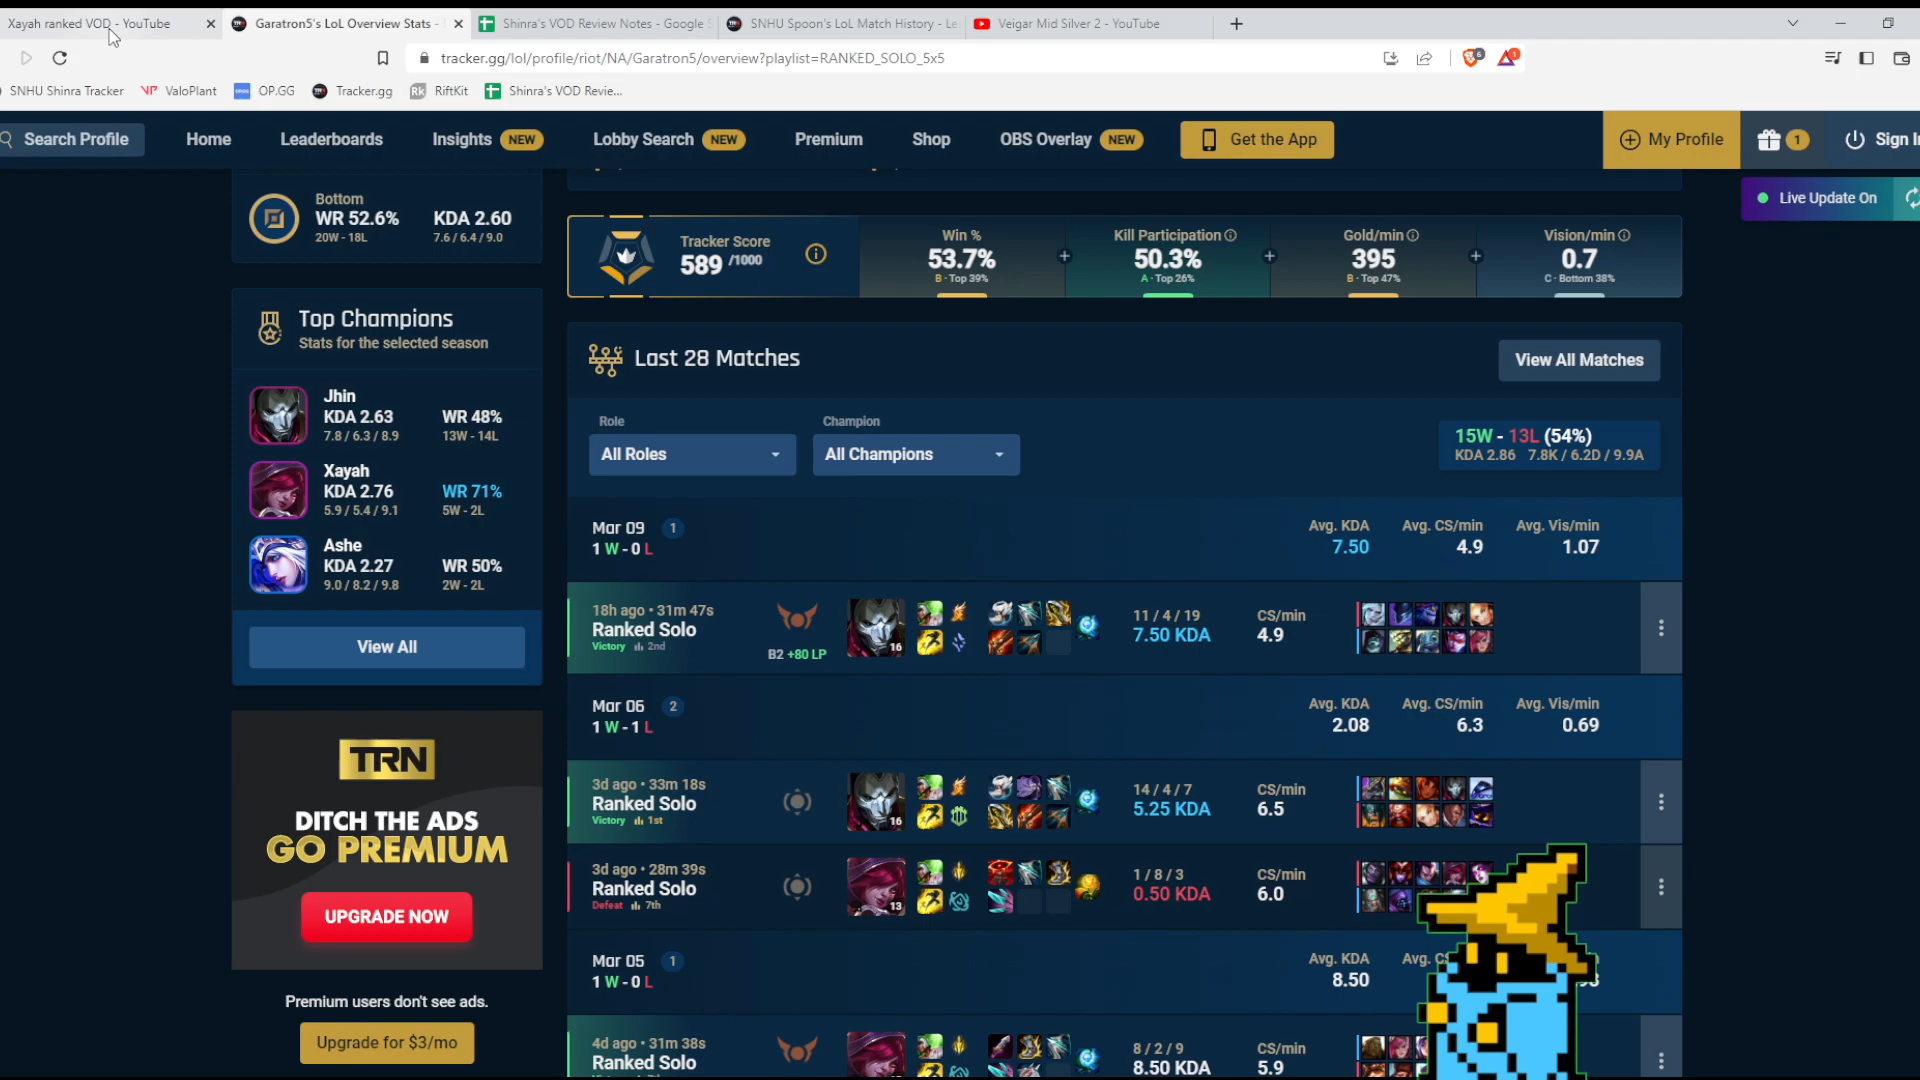 Xayah ranked VOD - YouTube
Garatron5's LoL Overview Stats -
Shinra's VOD Review Notes - Google S
SNHU Spoon's LoL Match History - Le
Veigar Mid Silver 2 - YouTube
tracker.gg/lol/profile/riot/NA/Garatron5/overview?playlist=RANKED_SOLO_5x5
6
1
SNHU Shinra Tracker
ValoPlant
OP.GG
Tracker.gg
RiftKit
Shinra's VOD Revie...
Search Profile
Home
Leaderboards
Insights NEW
Lobby Search NEW
Premium
Shop
OBS Overlay NEW
Get the App
My Profile
1
Sign In
Live Update On
Bottom
WR 52.6% KDA 2.60
20W - 18L 7.6 / 6.4 / 9.0
Tracker Score
589 /1000
Win %
53.7%
B - Top 39%
Kill Participation
50.3%
A - Top 26%
Gold/min
395
B - Top 47%
Vision/min
0.7
C - Bottom 38%
Top Champions
Stats for the selected season
Jhin
KDA 2.63 WR 48%
7.8 / 6.3 / 8.9 13W - 14L
Xayah
KDA 2.76 WR 71%
5.9 / 5.4 / 9.1 5W - 2L
Ashe
KDA 2.27 WR 50%
9.0 / 8.2 / 9.8 2W - 2L
View All
TRN
DITCH THE ADS
GO PREMIUM
UPGRADE NOW
Premium users don't see ads.
Upgrade for $3/mo
Last 28 Matches
View All Matches
Role
All Roles
Champion
All Champions
15W - 13L (54%)
KDA 2.86 7.8K / 6.2D / 9.9A
Mar 09 1
1 W - 0 L
Avg. KDA
7.50
Avg. CS/min
4.9
Avg. Vis/min
1.07
18h ago • 31m 47s
Ranked Solo
Victory 2nd
B2 +80 LP
16
11 / 4 / 19
7.50 KDA
CS/min
4.9
Mar 06 2
1 W - 1 L
Avg. KDA
2.08
Avg. CS/min
6.3
Avg. Vis/min
0.69
3d ago • 33m 18s
Ranked Solo
Victory 1st
16
14 / 4 / 7
5.25 KDA
CS/min
6.5
3d ago • 28m 39s
Ranked Solo
Defeat 7th
13
1 / 8 / 3
0.50 KDA
CS/min
6.0
Mar 05 1
1 W - 0 L
Avg. KDA
8.50
Avg.
4d ago • 31m 38s
Ranked Solo
8 / 2 / 9
8.50 KDA
CS/min
5.9